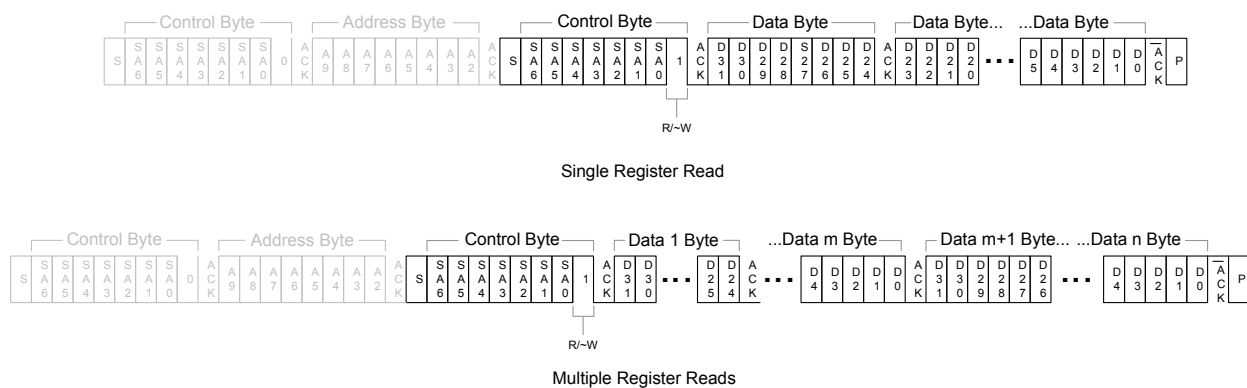 Control Byte Address Byte Control Byte Data Byte Data Byte... ...Data Byte
S SA6 SA5 SA4 SA3 SA2 SA1 SA0 0 ACK A9 A8 A7 A6 A5 A4 A3 A2 ACK S SA6 SA5 SA4 SA3 SA2 SA1 SA0 1 ACK D31 D30 D29 D28 S27 D26 D25 D24 ACK D23 D22 D21 D20 ... D5 D4 D3 D2 D1 D0 A̅CK P
R/~W
Single Register Read
Control Byte Address Byte Control Byte Data 1 Byte ...Data m Byte Data m+1 Byte... ...Data n Byte
S SA6 SA5 SA4 SA3 SA2 SA1 SA0 0 ACK A9 A8 A7 A6 A5 A4 A3 A2 ACK S SA6 SA5 SA4 SA3 SA2 SA1 SA0 1 ACK D31 D30 ... D25 D24 ACK ... D4 D3 D2 D1 D0 ACK D31 D30 D29 D28 D27 D26 ... D4 D3 D2 D1 D0 A̅CK P
R/~W
Multiple Register Reads